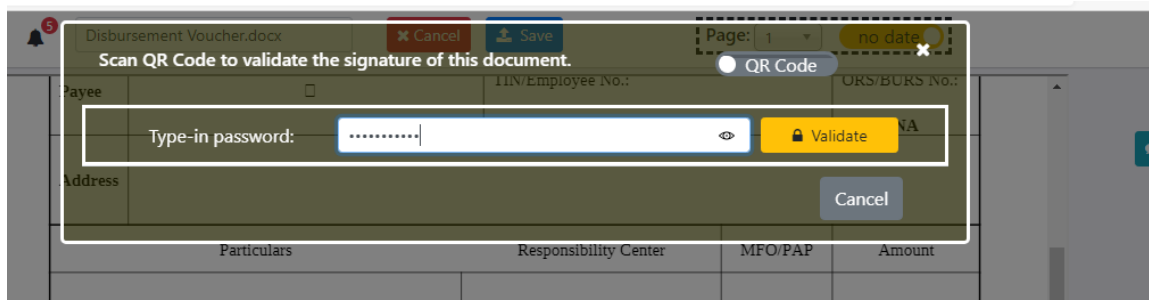 5
Disbursement Voucher.docx
Cancel
Save
Page: 1
no date
Scan QR Code to validate the signature of this document.
QR Code
Payee
TIN/Employee No.:
ORS/BURS No.:
Type-in password:
Validate
NA
Address
Cancel
Particulars
Responsibility Center
MFO/PAP
Amount